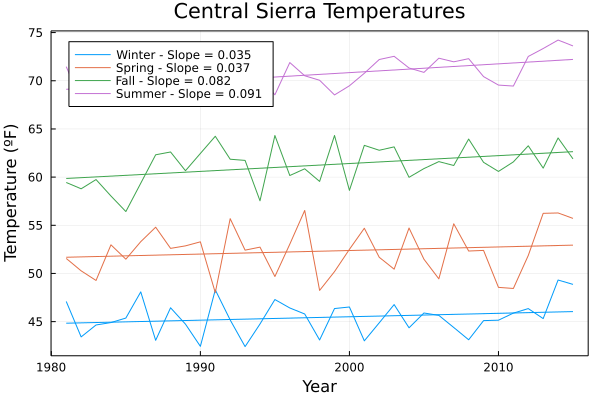 Central Sierra Temperatures
75
70
65
60
55
50
45
Temperature (ºF)
Winter - Slope = 0.035
Spring - Slope = 0.037
Fall - Slope = 0.082
Summer - Slope = 0.091
1980 1990 2000 2010
Year